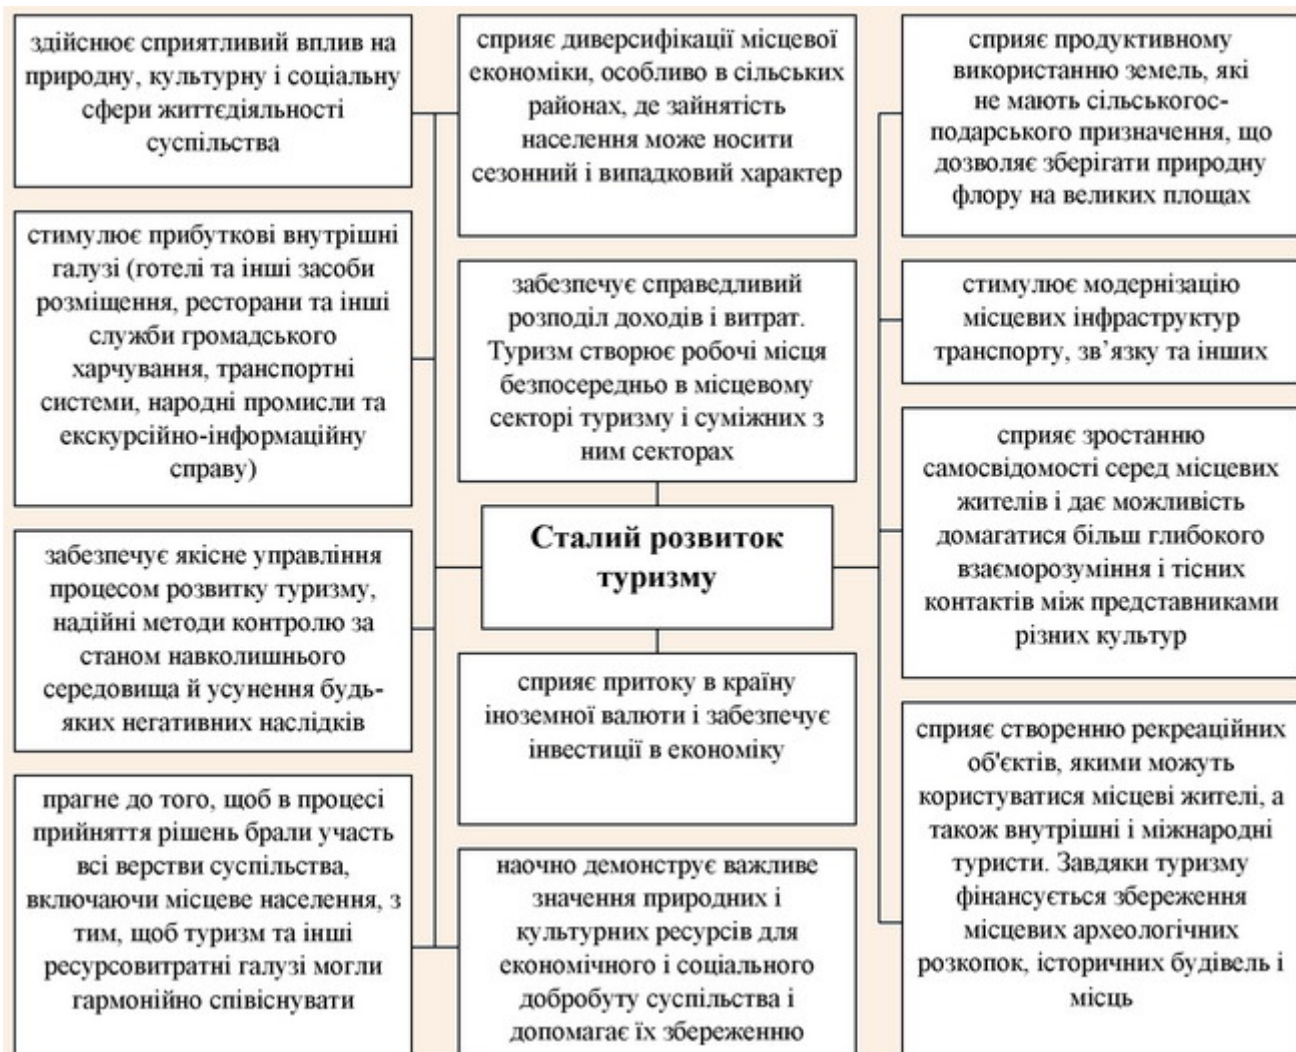 здійснює сприятливий вплив на
природну, культурну і соціальну
сфери життєдіяльності
суспільства
стимулює прибуткові внутрішні
галузі (готелі та інші засоби
розміщення, ресторани та інші
служби громадського
харчування, транспортні
системи, народні промисли та
екскурсійно-інформаційну
справу)
забезпечує якісне управління
процесом розвитку туризму,
надійні методи контролю за
станом навколишнього
середовища й усунення будь-
яких негативних наслідків
прагне до того, щоб в процесі
прийняття рішень брали участь
всі верстви суспільства,
включаючи місцеве населення, з
тим, щоб туризм та інші
ресурсовитратні галузі могли
гармонійно співіснувати
сприяє диверсифікації місцевої
економіки, особливо в сільських
районах, де зайнятість
населення може носити
сезонний і випадковий характер
забезпечує справедливий
розподіл доходів і витрат.
Туризм створює робочі місця
безпосередньо в місцевому
секторі туризму і суміжних з
ним секторах
Сталий розвиток
туризму
сприяє притоку в країну
іноземної валюти і забезпечує
інвестиції в економіку
наочно демонструє важливе
значення природних і
культурних ресурсів для
економічного і соціального
добробуту суспільства і
допомагає їх збереженню
сприяє продуктивному
використанню земель, які
не мають сільськогос-
подарського призначення, що
дозволяє зберігати природну
флору на великих площах
стимулює модернізацію
місцевих інфраструктур
транспорту, зв’язку та інших
сприяє зростанню
самосвідомості серед місцевих
жителів і дає можливість
домагатися більш глибокого
взаєморозуміння і тісних
контактів між представниками
різних культур
сприяє створенню рекреаційних
об'єктів, якими можуть
користуватися місцеві жителі, а
також внутрішні і міжнародні
туристи. Завдяки туризму
фінансується збереження
місцевих археологічних
розкопок, історичних будівель і
місць